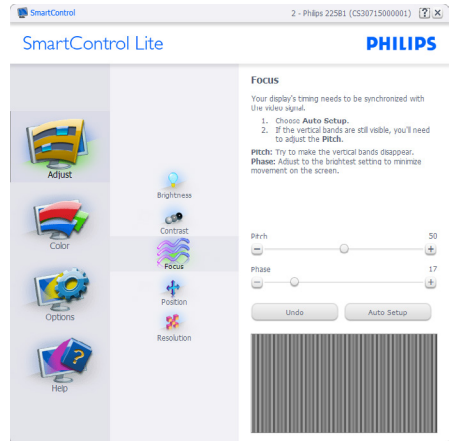 SmartControl
2 - Philips 225B1 (CS30715000001)
SmartControl Lite
PHILIPS
Focus
Your display's timing needs to be synchronized with
the video signal.
1. Choose Auto Setup.
2. If the vertical bands are still visible, you'll need
to adjust the Pitch.
Pitch: Try to make the vertical bands disappear.
Phase: Adjust to the brightest setting to minimize
movement on the screen.
Adjust
Color
Options
Help
Brightness
Contrast
Focus
Position
Resolution
Pitch 50
Phase 17
Undo Auto Setup